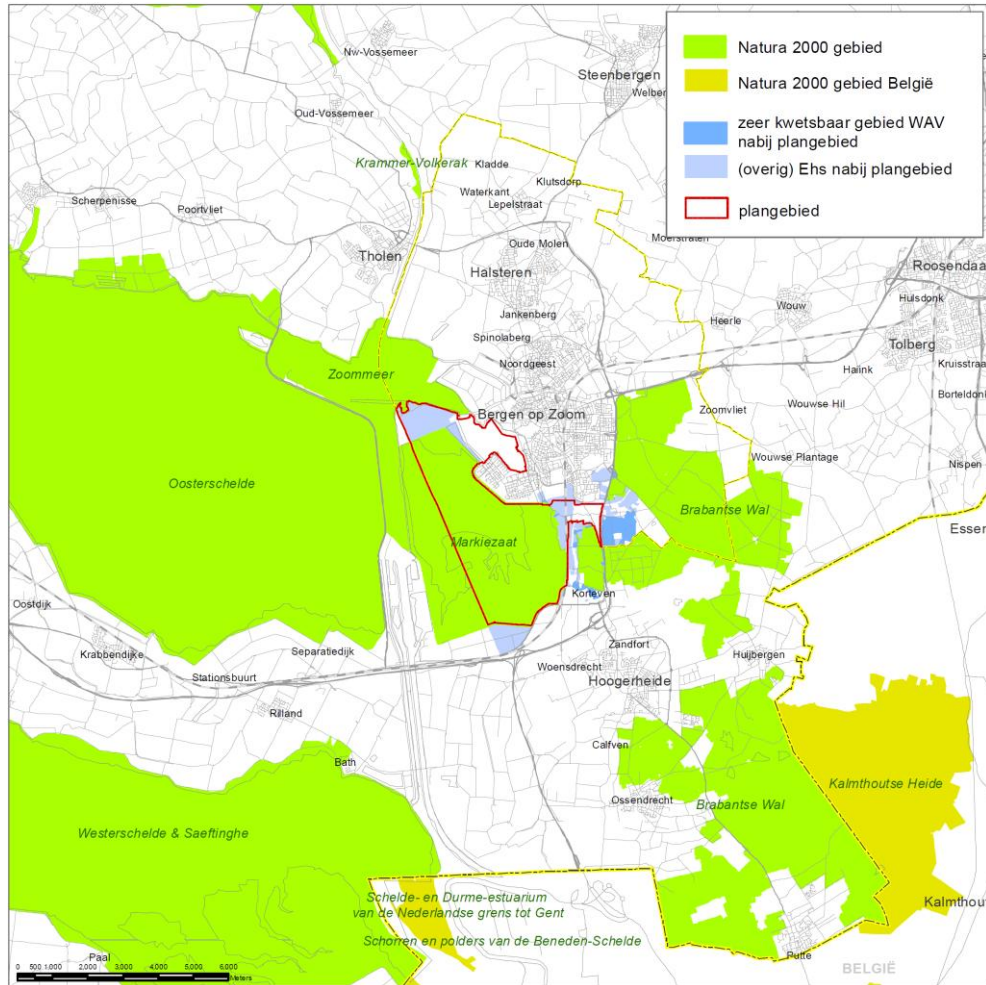 Natura 2000 gebied
Natura 2000 gebied België
zeer kwetsbaar gebied WAV
nabij plangebied
(overig) Ehs nabij plangebied
plangebied
Nw-Vossemeer
Steenbergen
Oud-Vossemeer
Krammer-Volkerak
Kladde
Klutsdorp
Scherpenisse
Poortvliet
Waterkant
Lepelstraat
Oude Molen
Moerstraten
Tholen
Halsteren
Roosendaa
Hulsdonk
Jankenberg
Wouw
Heerle
Spinolaberg
Tolberg
Noordgeest
Haiink
Kruisstraa
Zoommeer
Borteldonk
Bergen op Zoom
Zoomvliet
Wouwse Hil
Wouwse Plantage
Nispen
Oosterschelde
Brabantse Wal
Essen
Markiezaat
Oostdijk
Korteven
Krabbendijke
Separatiedijk
Zandfort
Stationsbuurt
Woensdrecht
Huijbergen
Hoogerheide
Rilland
Calfven
Bath
Kalmthoutse Heide
Ossendrecht
Brabantse Wal
Westerschelde & Saeftinghe
Schelde- en Durme-estuarium
van de Nederlandse grens tot Gent
Kalmthou
Schorren en polders van de Beneden-Schelde
Paal
Putte
BELGIË
0 500 1.000 2.000 3.000 4.000 5.000 6.000
Meters